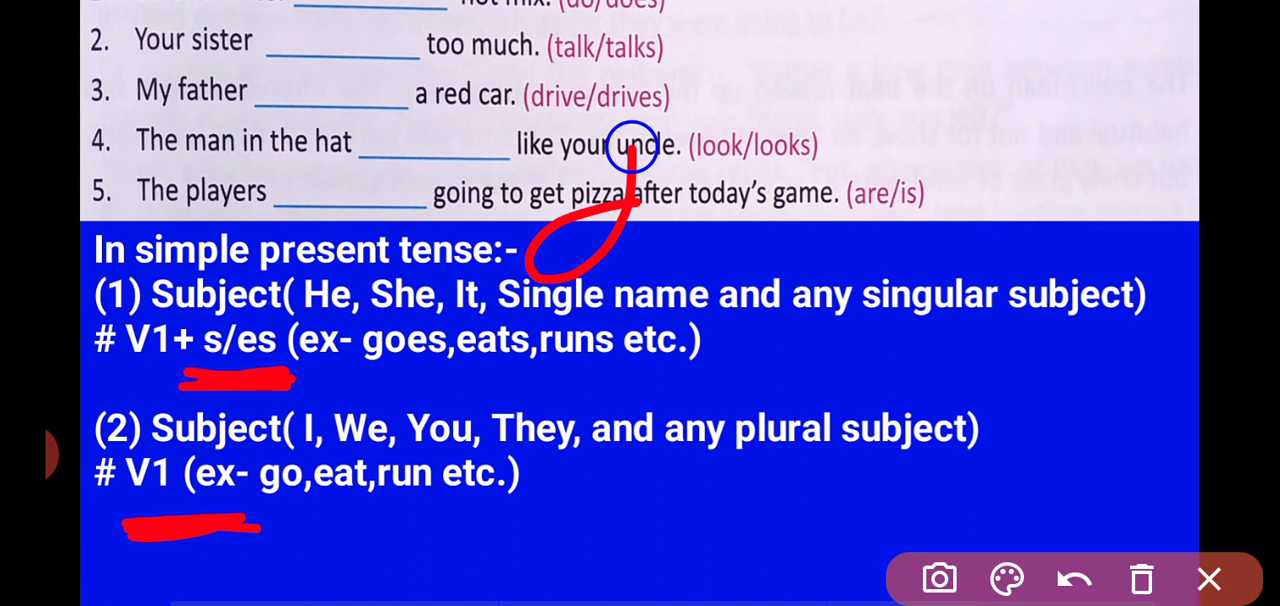 not mix. (do/does)
2. Your sister __________ too much. (talk/talks)
3. My father __________ a red car. (drive/drives)
4. The man in the hat __________ like your uncle. (look/looks)
5. The players __________ going to get pizza after today's game. (are/is)
In simple present tense:-
(1) Subject( He, She, It, Single name and any singular subject)
# V1+ s/es (ex- goes,eats,runs etc.)
(2) Subject( I, We, You, They, and any plural subject)
# V1 (ex- go,eat,run etc.)